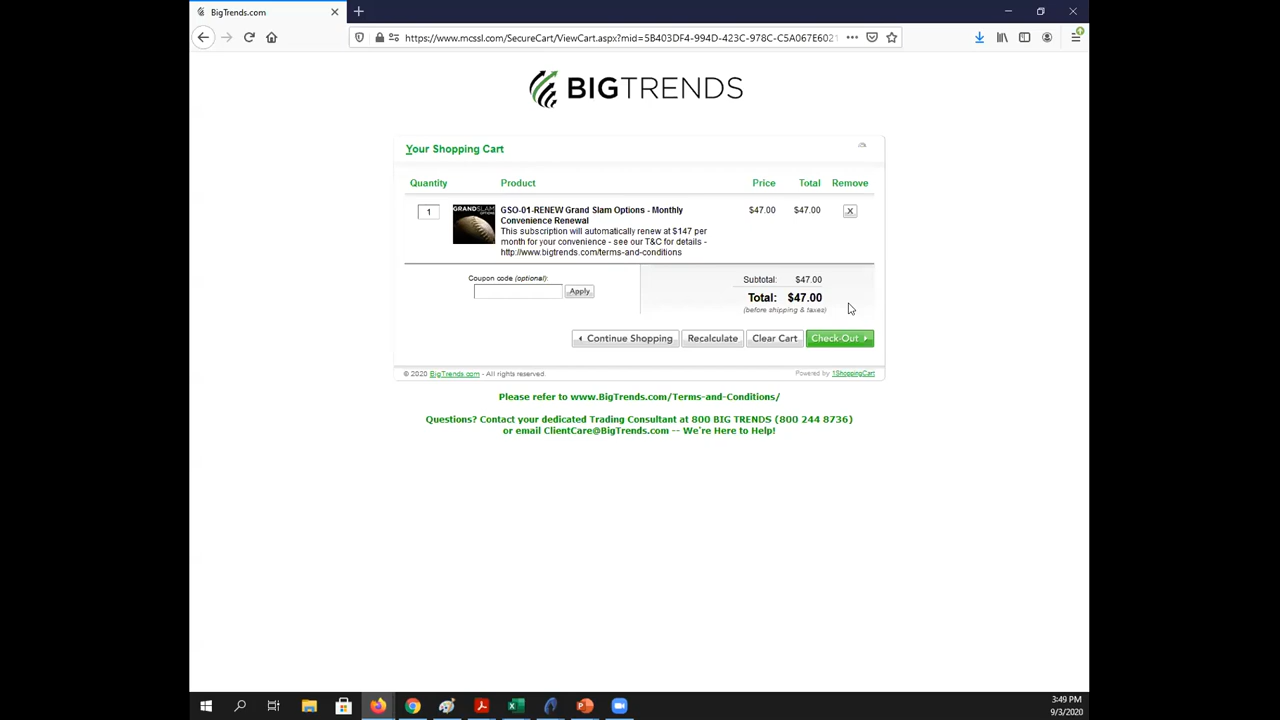 BigTrends.com
https://www.mcssl.com/SecureCart/ViewCart.aspx?mid=5B403DF4-994D-423C-978C-C5A067E6021
BIGTRENDS
Your Shopping Cart
Quantity Product Price Total Remove
1 GRANDSLAM OPTIONS GSO-01-RENEW Grand Slam Options - Monthly $47.00 $47.00 X
Convenience Renewal
This subscription will automatically renew at $147 per
month for your convenience - see our T&C for details -
http://www.bigtrends.com/terms-and-conditions
Coupon code (optional): Subtotal: $47.00
Apply Total: $47.00
(before shipping & taxes)
Continue Shopping Recalculate Clear Cart Check-Out
© 2020 BigTrends.com - All rights reserved. Powered by 1ShoppingCart
Please refer to www.BigTrends.com/Terms-and-Conditions/
Questions? Contact your dedicated Trading Consultant at 800 BIG TRENDS (800 244 8736)
or email ClientCare@BigTrends.com -- We're Here to Help!
3:49 PM
9/3/2020